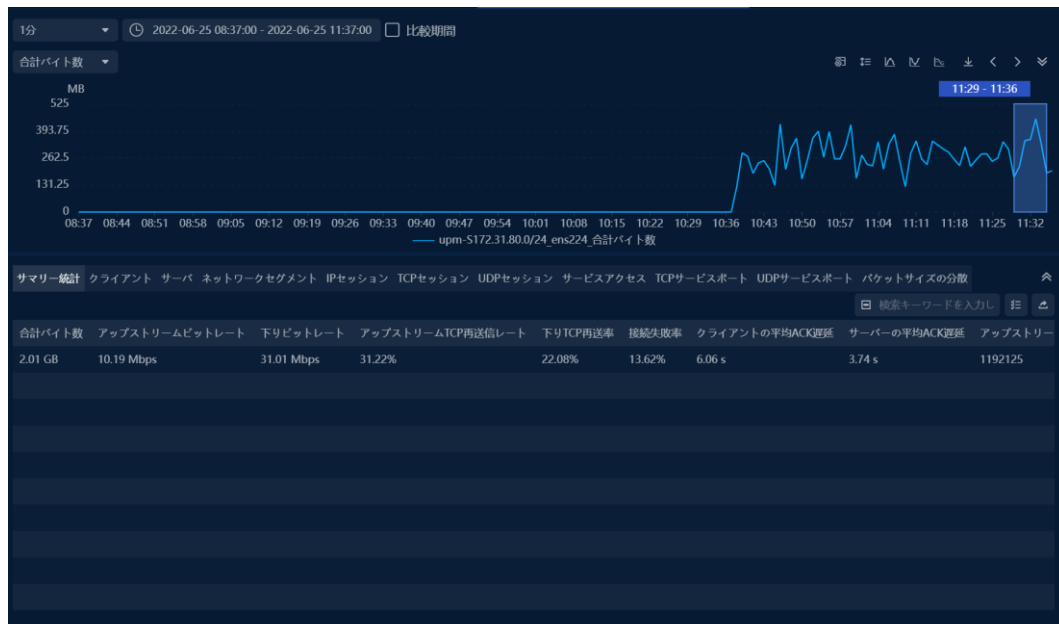 1分 2022-06-25 08:37:00 - 2022-06-25 11:37:00 比較期間
合計バイト数
MB
11:29 - 11:36
525
393.75
262.5
131.25
0
08:37 08:44 08:51 08:58 09:05 09:12 09:19 09:26 09:33 09:40 09:47 09:54 10:01 10:08 10:15 10:22 10:29 10:36 10:43 10:50 10:57 11:04 11:11 11:18 11:25 11:32
upm-S172.31.80.0/24_ens224_合計バイト数
サマリー統計 クライアント サーバ ネットワークセグメント IPセッション TCPセッション UDPセッション サービスアクセス TCPサービスポート UDPサービスポート パケットサイズの分散
検索キーワードを入力し
合計バイト数 アップストリームビットレート 下りビットレート アップストリームTCP再送信レート 下りTCP再送率 接続失敗率 クライアントの平均ACK遅延 サーバーの平均ACK遅延 アップストリー
2.01 GB 10.19 Mbps 31.01 Mbps 31.22% 22.08% 13.62% 6.06 s 3.74 s 1192125